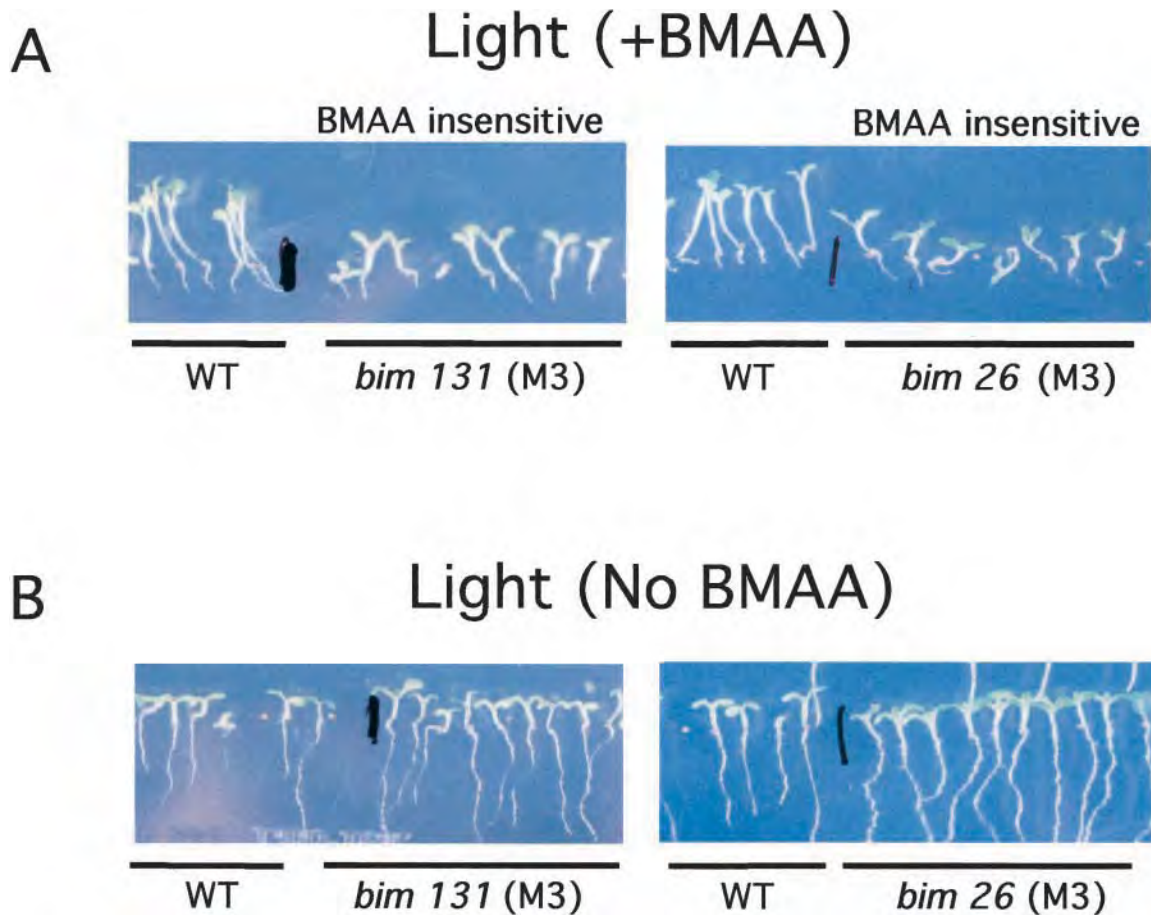 A
Light (+BMAA)
BMAA insensitive
BMAA insensitive
WT
bim 131 (M3)
WT
bim 26 (M3)
B
Light (No BMAA)
WT
bim 131 (M3)
WT
bim 26 (M3)